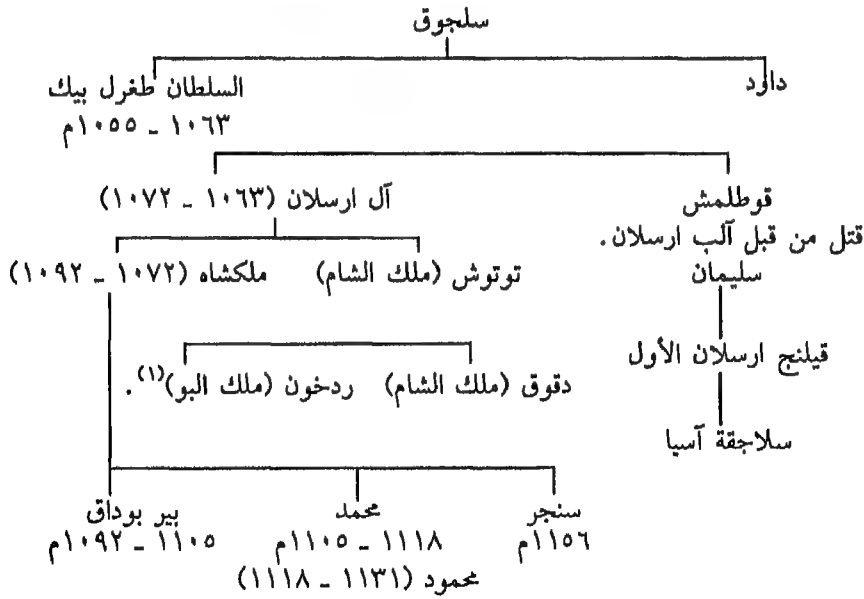 سلجوق
داود السلطان طغرل بيك
١٠٥٥ - ١٠٦٣م
قوطلمش آل ارسلان (١٠٦٣ - ١٠٧٢)
قتل من قبل آلب ارسلان.
سليمان توتوش (ملك الشام) ملكشاه (١٠٧٢ - ١٠٩٢)
قيلنج ارسلان الأول
دقوق (ملك الشام) ردخون (ملك البو)(١).
سلاجقة آسيا
سنجر محمد بير بوداق
١١٥٦م ١١٠٥ - ١١١٨م ١٠٩٢ - ١١٠٥م
محمود (١١١٨ - ١١٣١)